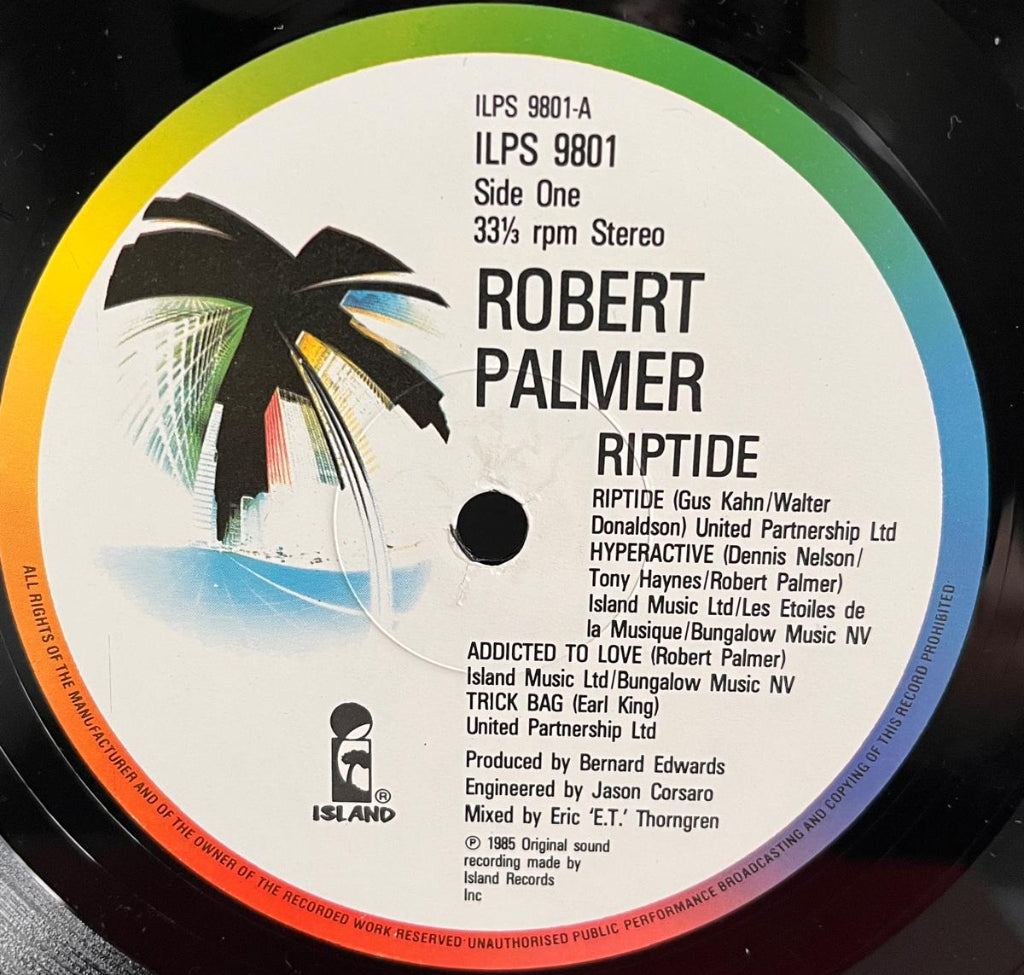 ILPS 9801-A
ILPS 9801
Side One
33⅓ rpm Stereo
ROBERT
PALMER
RIPTIDE
RIPTIDE (Gus Kahn/Walter
Donaldson) United Partnership Ltd
HYPERACTIVE (Dennis Nelson/
Tony Haynes/Robert Palmer)
Island Music Ltd/Les Etoiles de
la Musique/Bungalow Music NV
ADDICTED TO LOVE (Robert Palmer)
Island Music Ltd/Bungalow Music NV
TRICK BAG (Earl King)
United Partnership Ltd
Produced by Bernard Edwards
Engineered by Jason Corsaro
Mixed by Eric ‘E.T.’ Thorngren
℗ 1985 Original sound
recording made by
Island Records
Inc
i
ISLAND ®
ALL RIGHTS OF THE MANUFACTURER AND OF THE OWNER OF THE RECORDED WORK RESERVED·UNAUTHORISED PUBLIC PERFORMANCE BROADCASTING AND COPYING OF THIS RECORD PROHIBITED·